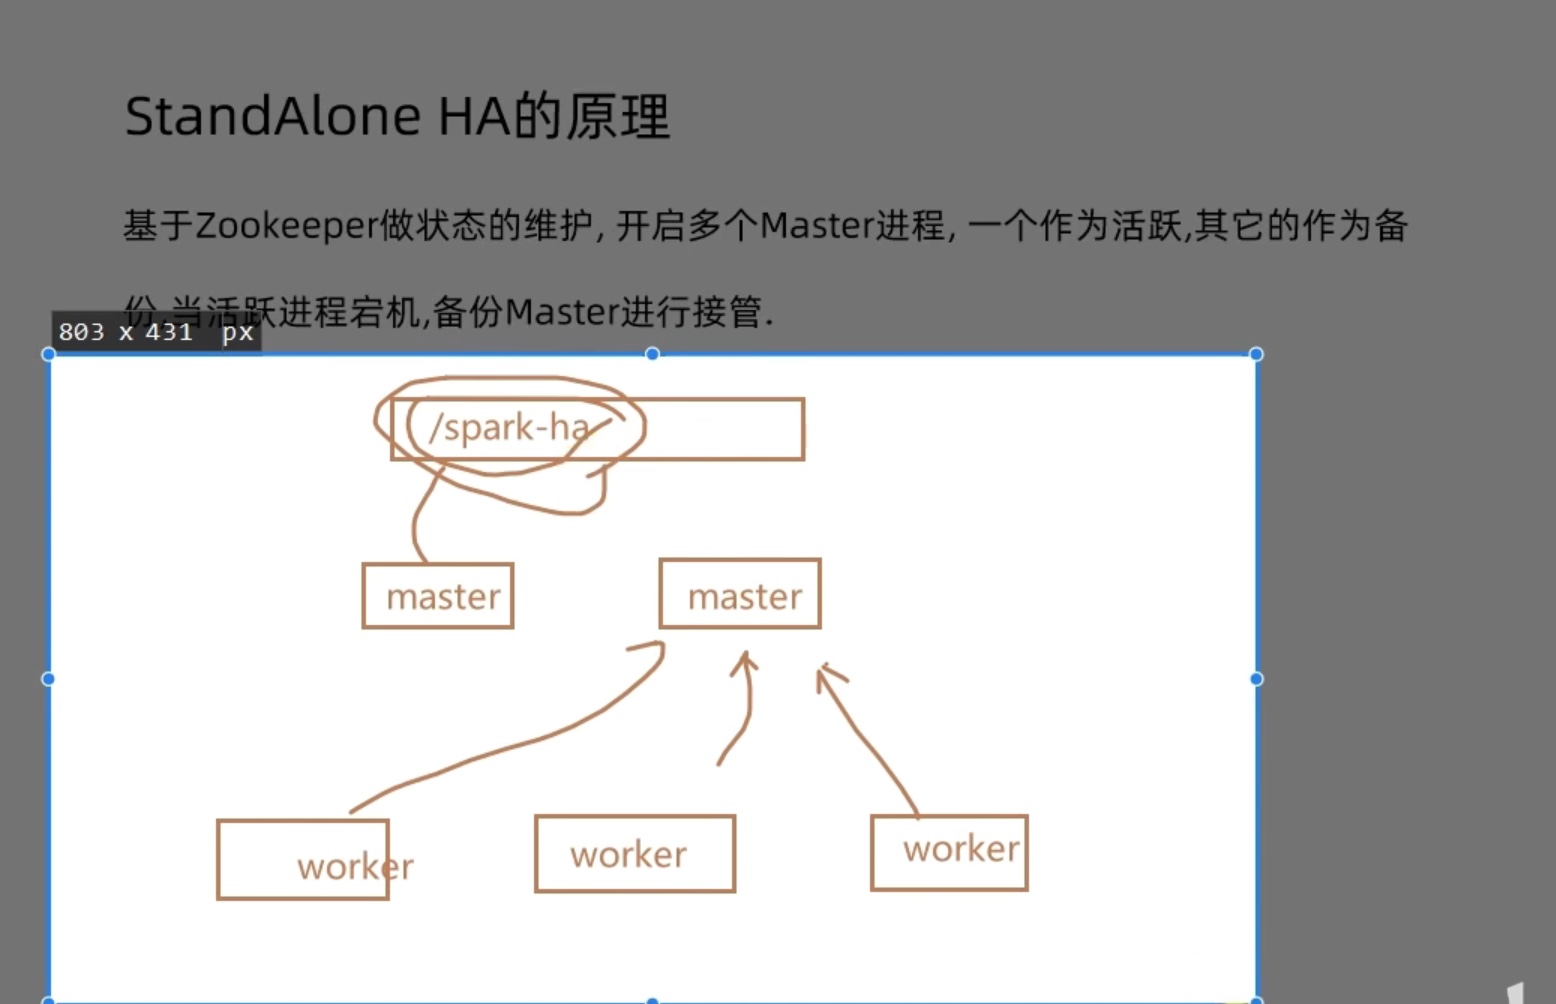 StandAlone HA的原理
基于Zookeeper做状态的维护, 开启多个Master进程, 一个作为活跃,其它的作为备
份,当活跃进程宕机,备份Master进行接管.
803 x 431 px
/spark-ha
master master
worker worker worker